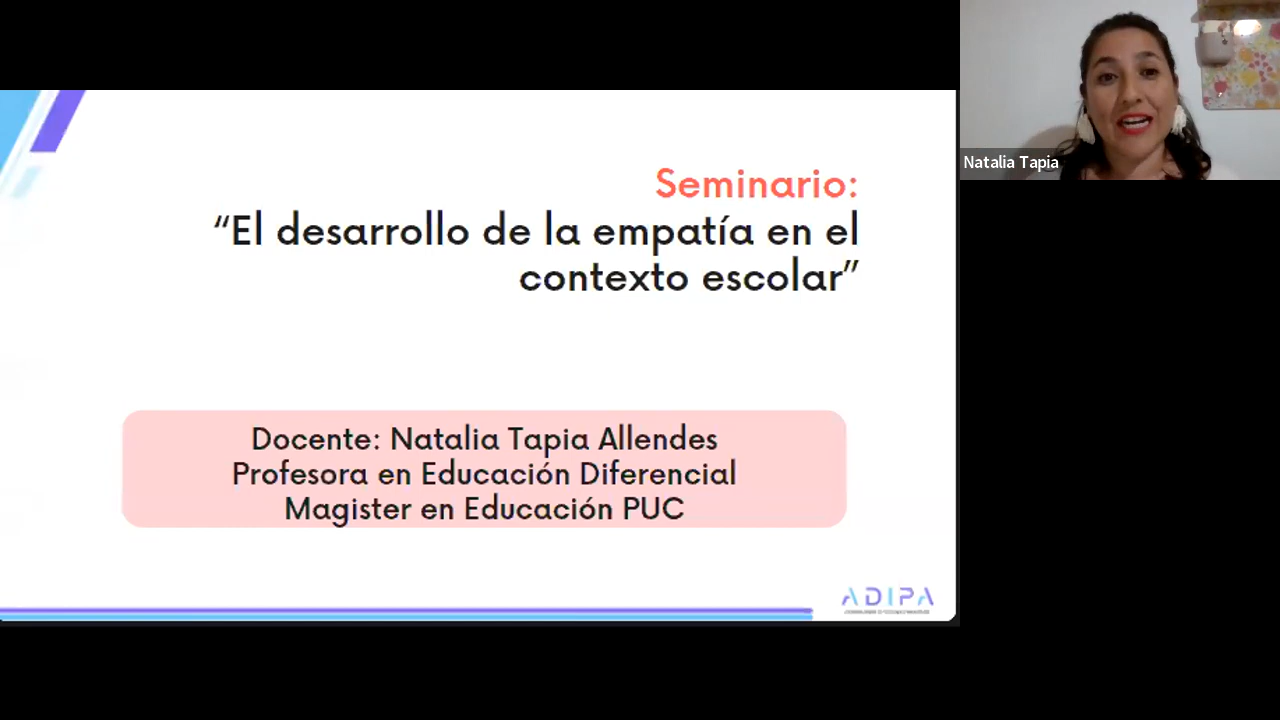 Seminario:
“El desarrollo de la empatía en el
contexto escolar”
Docente: Natalia Tapia Allendes
Profesora en Educación Diferencial
Magister en Educación PUC
ADIPA
Natalia Tapia